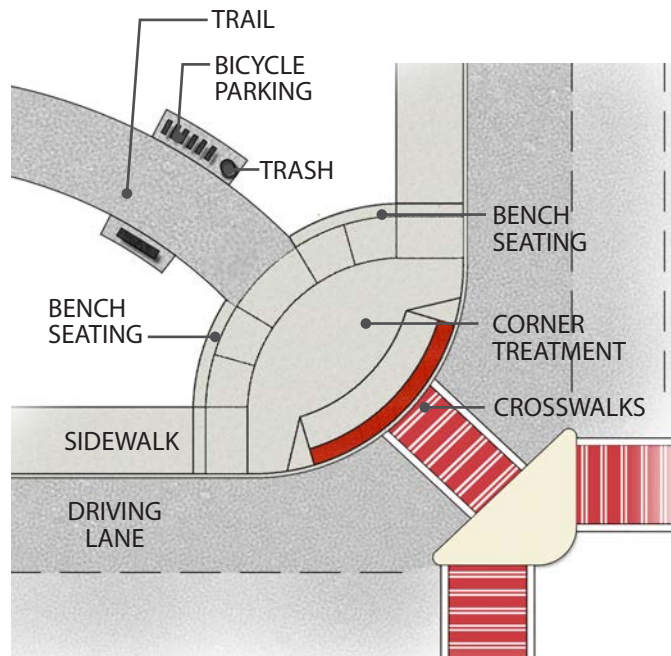 TRAIL
BICYCLE
PARKING
TRASH
BENCH
SEATING
BENCH
SEATING
CORNER
TREATMENT
CROSSWALKS
SIDEWALK
DRIVING
LANE